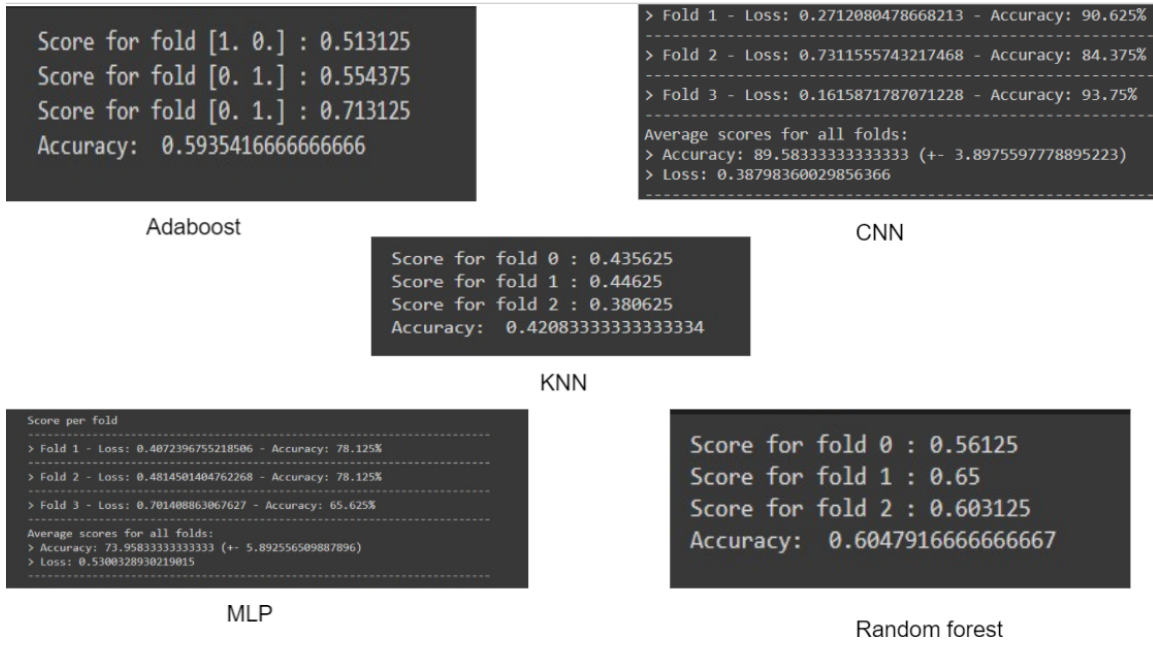 Score for fold [1. 0.] : 0.513125
Score for fold [0. 1.] : 0.554375
Score for fold [0. 1.] : 0.713125
Accuracy:  0.5935416666666666
Adaboost
> Fold 1 - Loss: 0.2712080478668213 - Accuracy: 90.625%
------------------------------------------------------------------------
> Fold 2 - Loss: 0.7311555743217468 - Accuracy: 84.375%
------------------------------------------------------------------------
> Fold 3 - Loss: 0.1615871787071228 - Accuracy: 93.75%
------------------------------------------------------------------------
Average scores for all folds:
> Accuracy: 89.58333333333333 (+- 3.8975597778895223)
> Loss: 0.38798360029856366
------------------------------------------------------------------------
CNN
Score for fold 0 : 0.435625
Score for fold 1 : 0.44625
Score for fold 2 : 0.380625
Accuracy:  0.42083333333333334
KNN
Score per fold
------------------------------------------------------------------------
> Fold 1 - Loss: 0.4072396755218506 - Accuracy: 78.125%
------------------------------------------------------------------------
> Fold 2 - Loss: 0.4814501404762268 - Accuracy: 78.125%
------------------------------------------------------------------------
> Fold 3 - Loss: 0.701408863067627 - Accuracy: 65.625%
------------------------------------------------------------------------
Average scores for all folds:
> Accuracy: 73.95833333333333 (+- 5.892556509887896)
> Loss: 0.5300328930219015
------------------------------------------------------------------------
MLP
Score for fold 0 : 0.56125
Score for fold 1 : 0.65
Score for fold 2 : 0.603125
Accuracy:  0.6047916666666667
Random forest